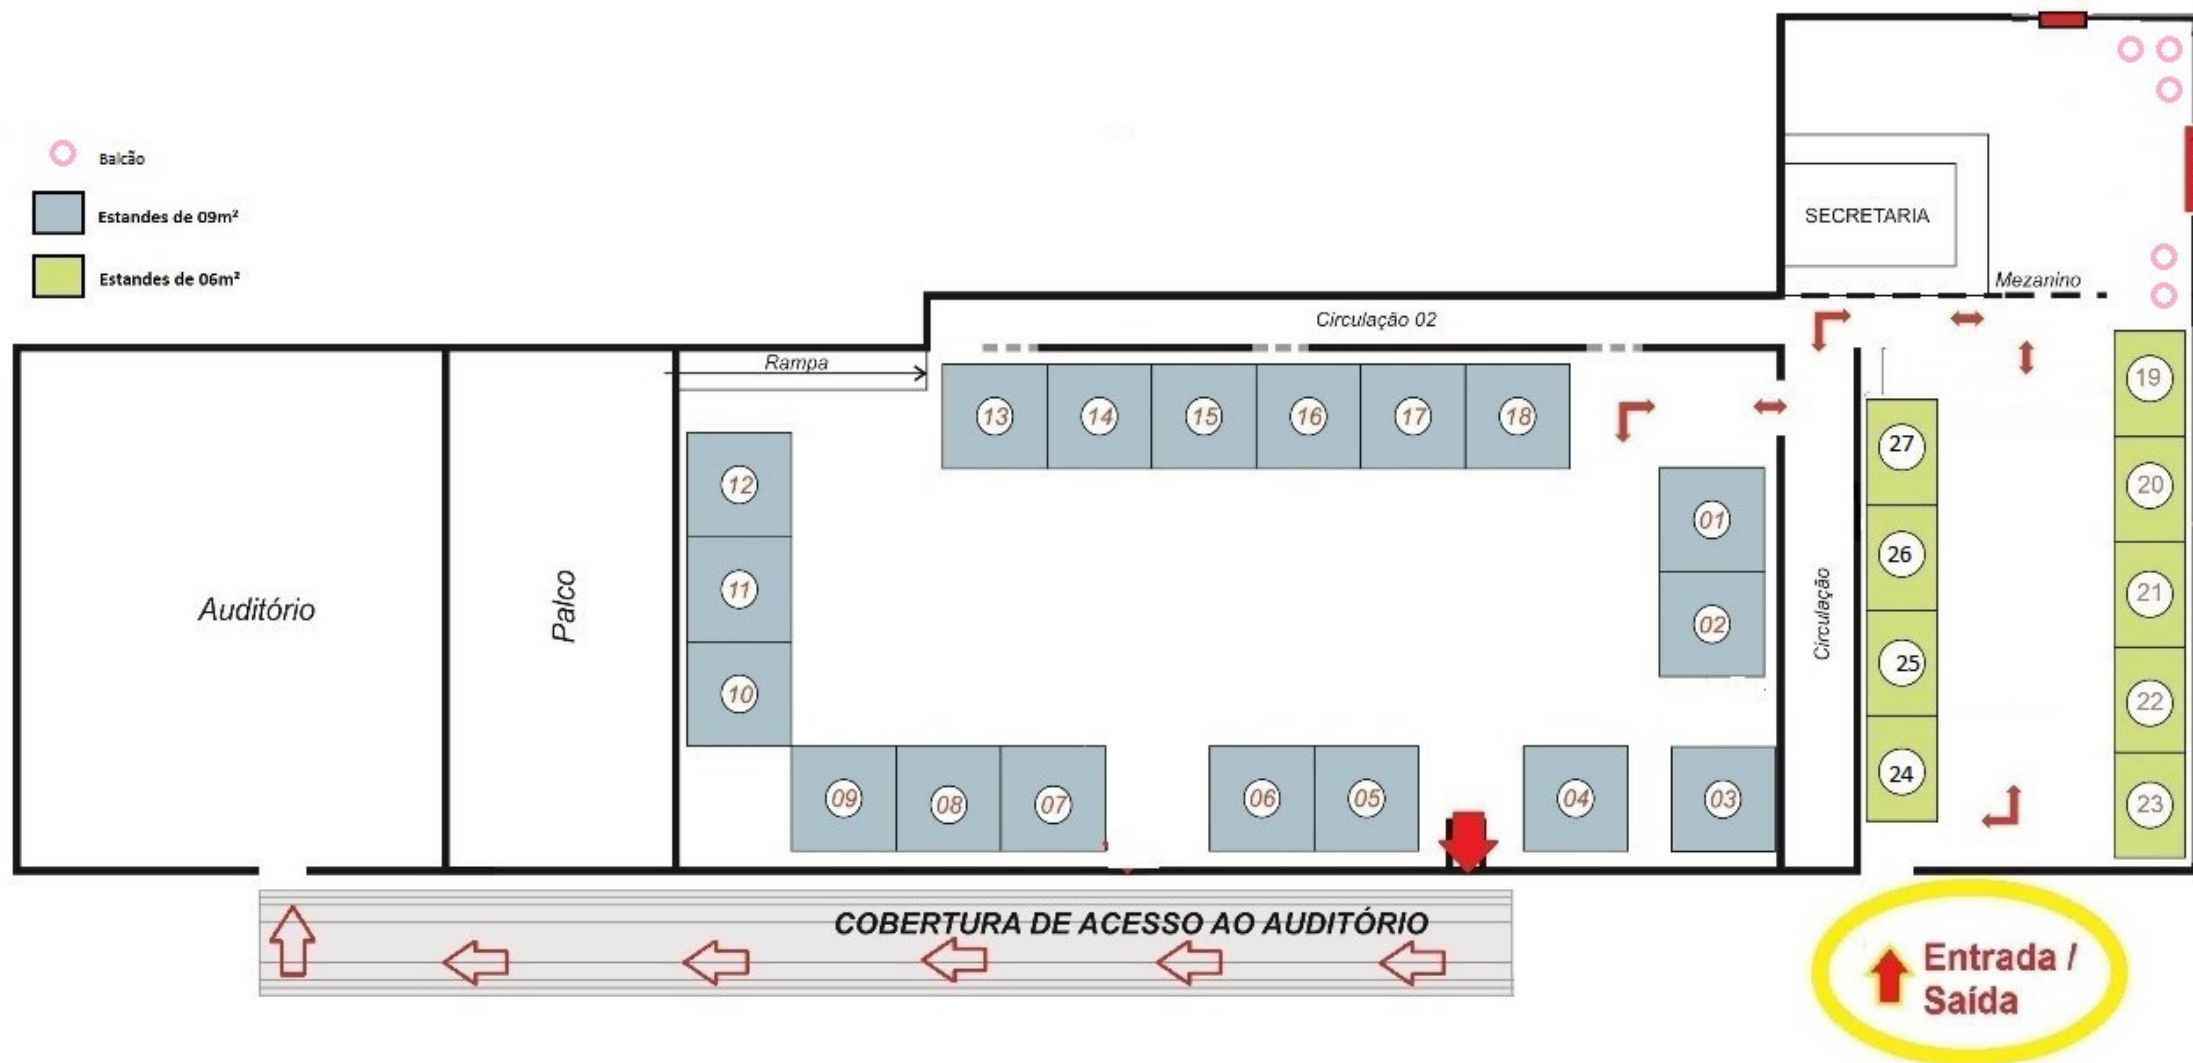 Balcão
Estandes de 09m²
Estandes de 06m²
SECRETARIA
Mezanino
Circulação 02
Rampa
13 14 15 16 17 18
19
27
12
20
01
26
11
21
02
25
10
22
24
09 08 07 06 05 04 03
23
Auditório
Palco
Circulação
COBERTURA DE ACESSO AO AUDITÓRIO
Entrada /
Saída